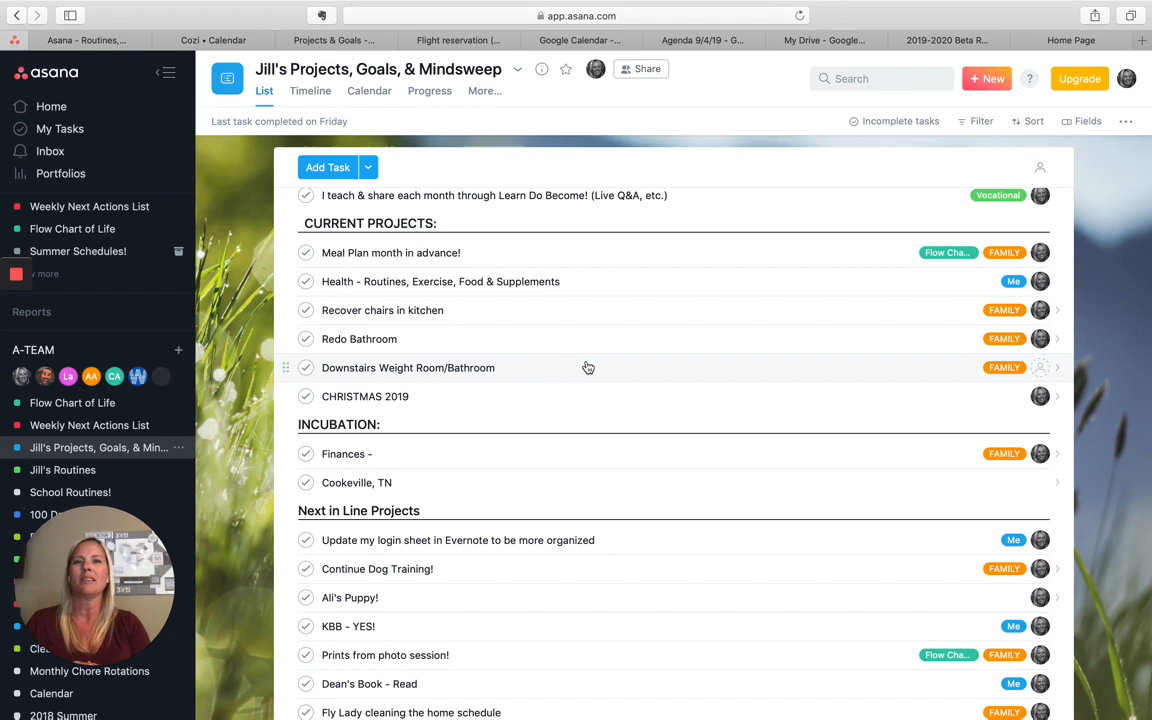 app.asana.com
Asana - Routines,...
Cozi • Calendar
Projects & Goals -...
Flight reservation (...
Google Calendar -...
Agenda 9/4/19 - G...
My Drive - Google...
2019-2020 Beta R...
Home Page
asana
Home
My Tasks
Inbox
Portfolios
Weekly Next Actions List
Flow Chart of Life
Summer Schedules!
w more
Reports
A-TEAM
La
AA
CA
Flow Chart of Life
Weekly Next Actions List
Jill's Projects, Goals, & Min...
Jill's Routines
School Routines!
100 D
Cle
Monthly Chore Rotations
Calendar
2018 Summer
Jill's Projects, Goals, & Mindsweep
Share
List
Timeline
Calendar
Progress
More...
Search
+ New
?
Upgrade
Last task completed on Friday
Incomplete tasks
Filter
Sort
Fields
Add Task
I teach & share each month through Learn Do Become! (Live Q&A, etc.) Vocational
CURRENT PROJECTS:
Meal Plan month in advance! Flow Cha... FAMILY
Health - Routines, Exercise, Food & Supplements Me
Recover chairs in kitchen FAMILY
Redo Bathroom FAMILY
Downstairs Weight Room/Bathroom FAMILY
CHRISTMAS 2019
INCUBATION:
Finances - FAMILY
Cookeville, TN
Next in Line Projects
Update my login sheet in Evernote to be more organized Me
Continue Dog Training! FAMILY
Ali's Puppy!
KBB - YES! Me
Prints from photo session! Flow Cha... FAMILY
Dean's Book - Read Me
Fly Lady cleaning the home schedule FAMILY